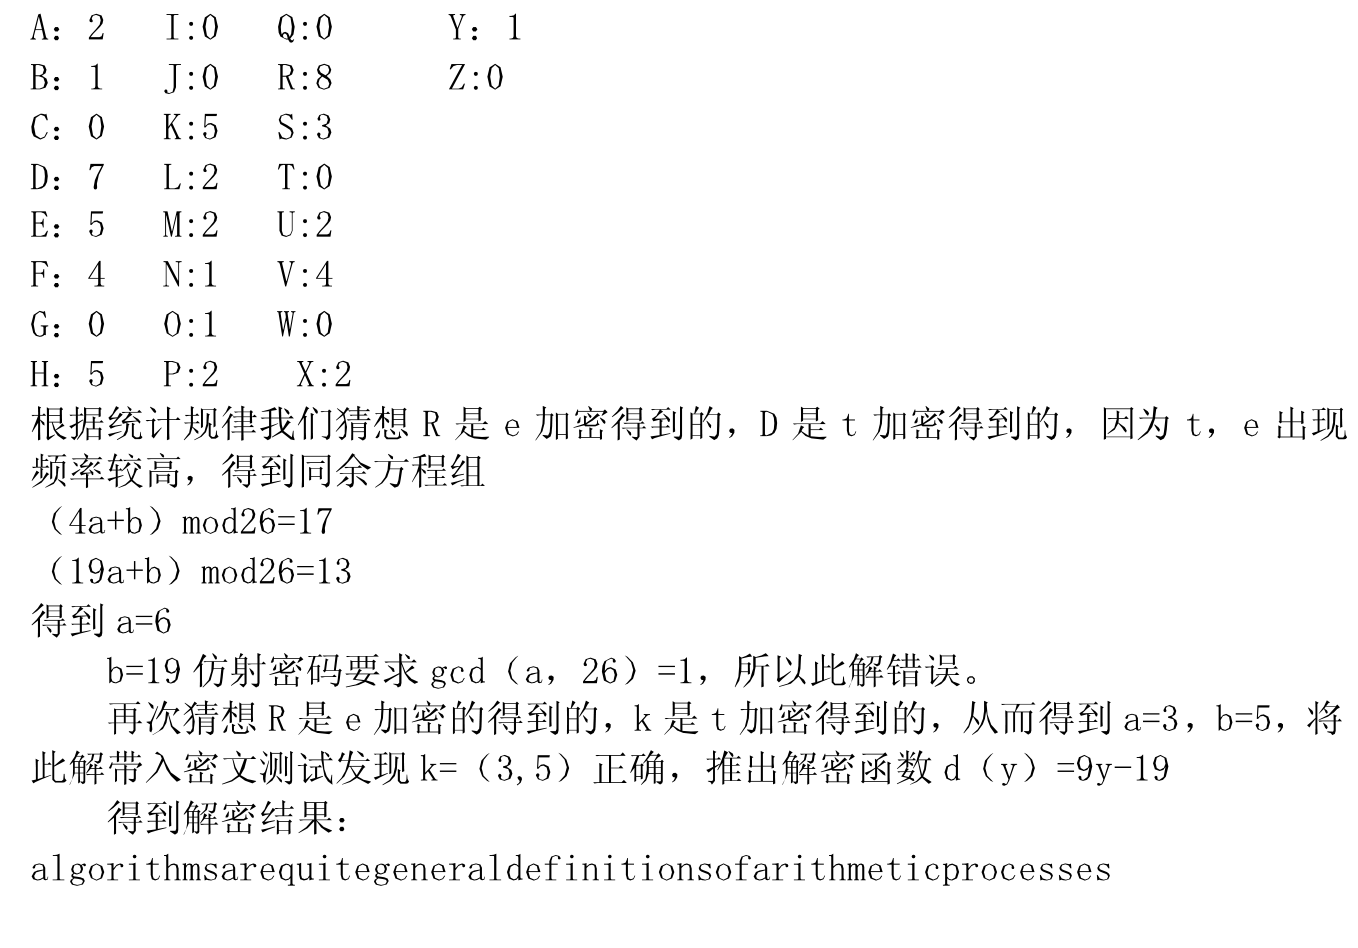 A：2 I:0 Q:0 Y：1
B：1 J:0 R:8 Z:0
C：0 K:5 S:3
D：7 L:2 T:0
E：5 M:2 U:2
F：4 N:1 V:4
G：0 O:1 W:0
H：5 P:2 X:2
根据统计规律我们猜想 R 是 e 加密得到的，D 是 t 加密得到的，因为 t，e 出现
频率较高，得到同余方程组
（4a+b）mod26=17
（19a+b）mod26=13
得到 a=6
b=19 仿射密码要求 gcd（a，26）=1，所以此解错误。
再次猜想 R 是 e 加密的得到的，k 是 t 加密得到的，从而得到 a=3，b=5，将
此解带入密文测试发现 k=（3,5）正确，推出解密函数 d（y）=9y-19
得到解密结果：
algorithmsarequitegeneraldefinitionsofarithmeticprocesses